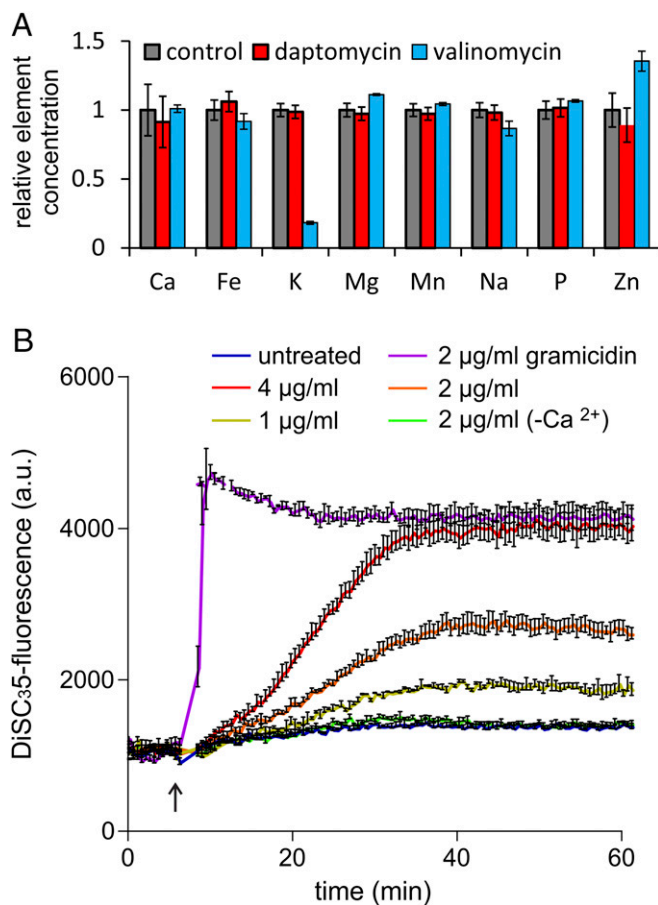 A
relative element
concentration
1.5
1
0.5
0
control daptomycin valinomycin
Ca Fe K Mg Mn Na P Zn
B
untreated 2 µg/ml gramicidin
4 µg/ml 2 µg/ml
1 µg/ml 2 µg/ml (-Ca ²⁺)
DiSC₃5-fluorescence (a.u.)
6000
4000
2000
0
0 20 40 60
time (min)